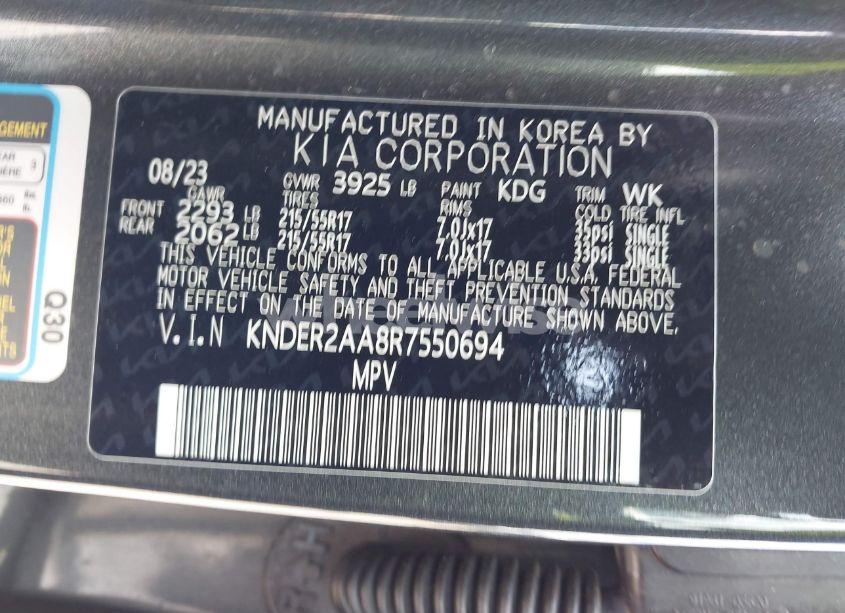 MANUFACTURED IN KOREA BY
KIA CORPORATION
08/23 GVWR 3925 LB PAINT KDG TRIM WK
GAWR TIRES RIMS COLD TIRE INFL
FRONT 2293 LB 215/55R17 7.0Jx17 35psi SINGLE
REAR 2062 LB 215/55R17 7.0Jx17 33psi SINGLE
THIS VEHICLE CONFORMS TO ALL APPLICABLE U.S.A. FEDERAL
MOTOR VEHICLE SAFETY AND THEFT PREVENTION STANDARDS
IN EFFECT ON THE DATE OF MANUFACTURE SHOWN ABOVE.
V.I.N KNDER2AA8R7550694
MPV
Q30